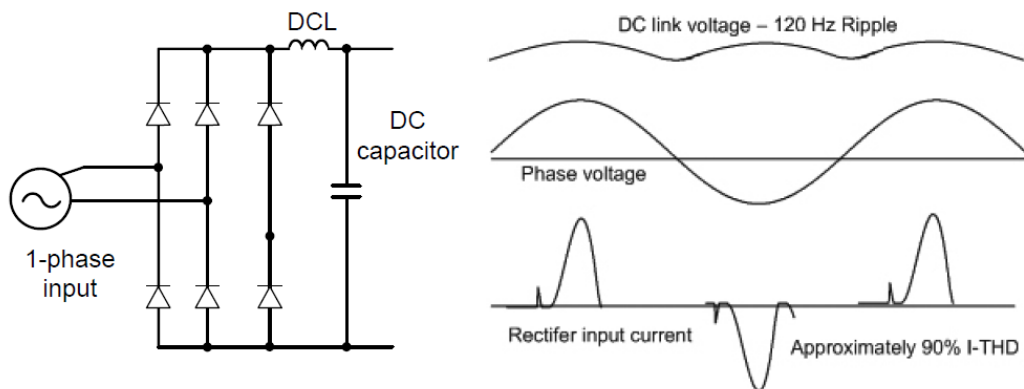 DCL
DC
capacitor
1-phase
input
DC link voltage – 120 Hz Ripple
Phase voltage
Rectifer input current
Approximately 90% I-THD